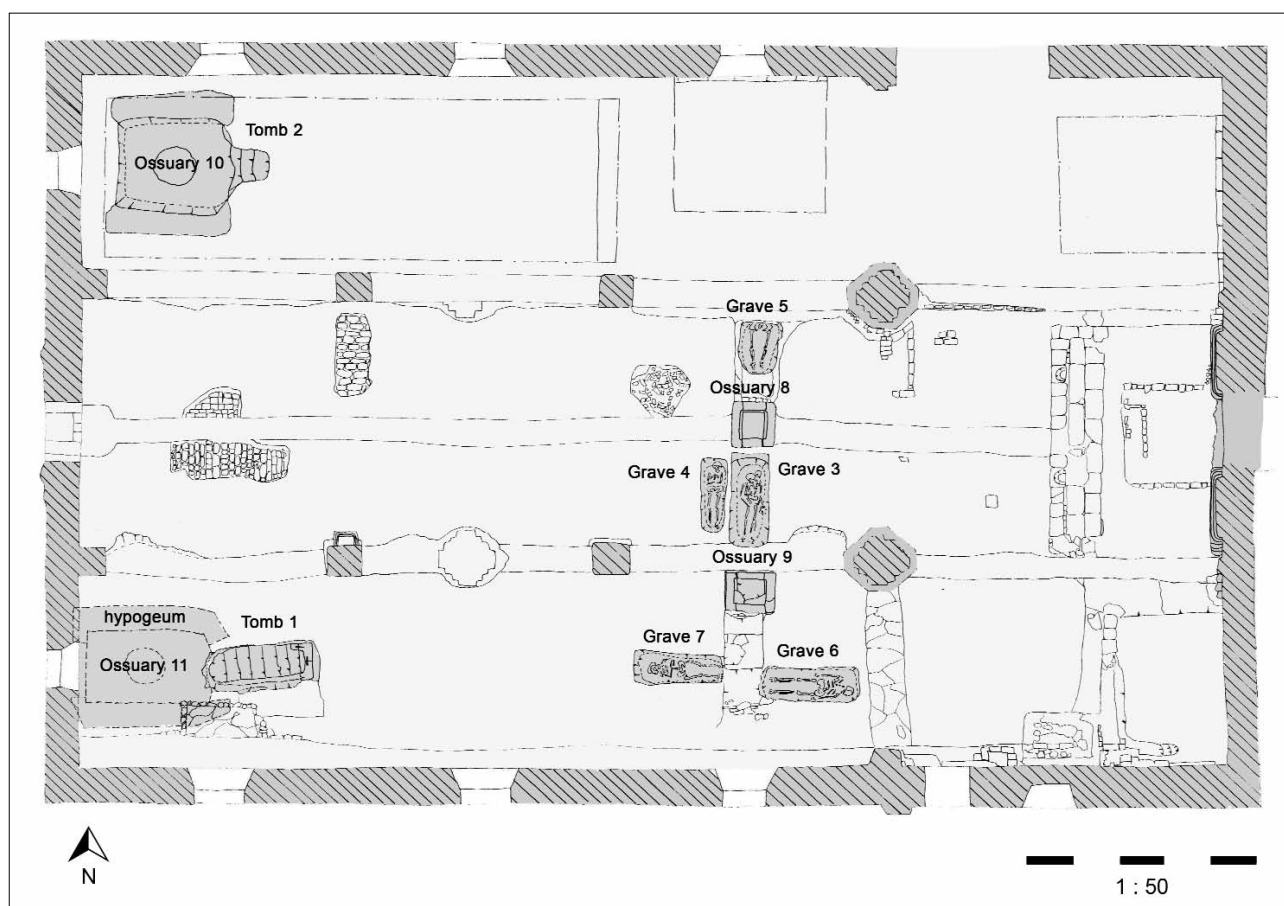 Tomb 2
Ossuary 10
Grave 5
Ossuary 8
Grave 4
Grave 3
Ossuary 9
hypogeum
Tomb 1
Ossuary 11
Grave 7
Grave 6
N
1 : 50